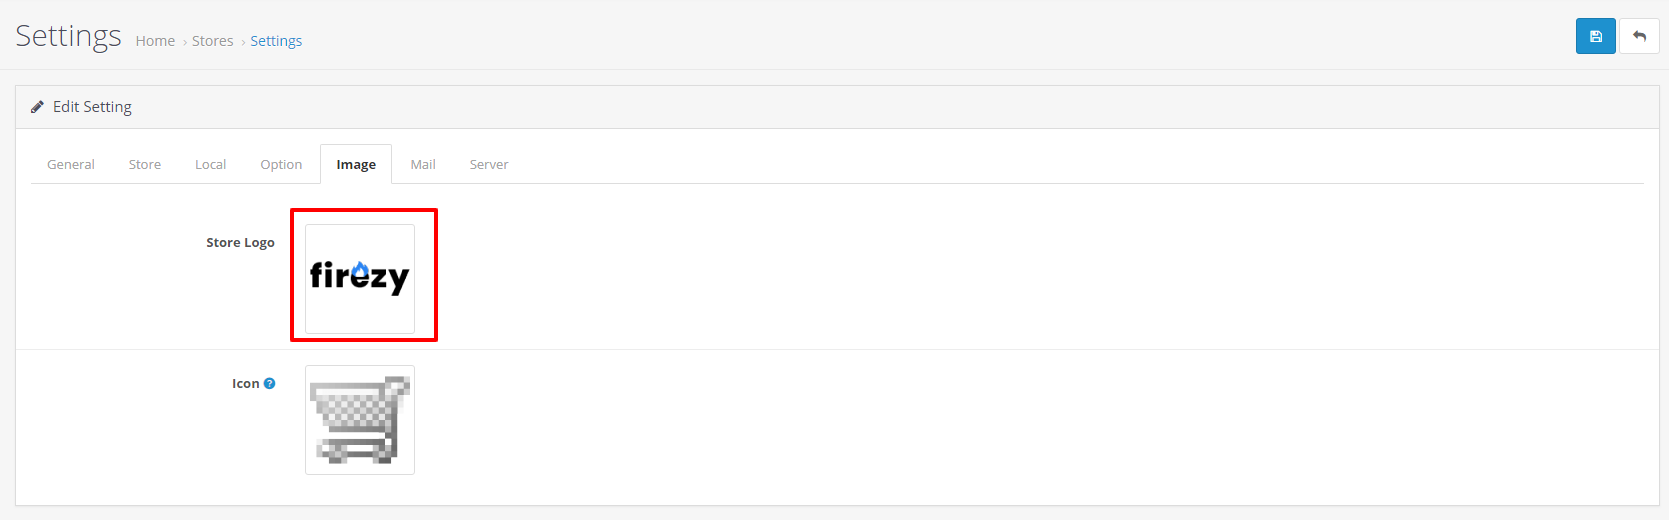 Settings Home › Stores › Settings
Edit Setting
General Store Local Option Image Mail Server
Store Logo
firezy
Icon ?